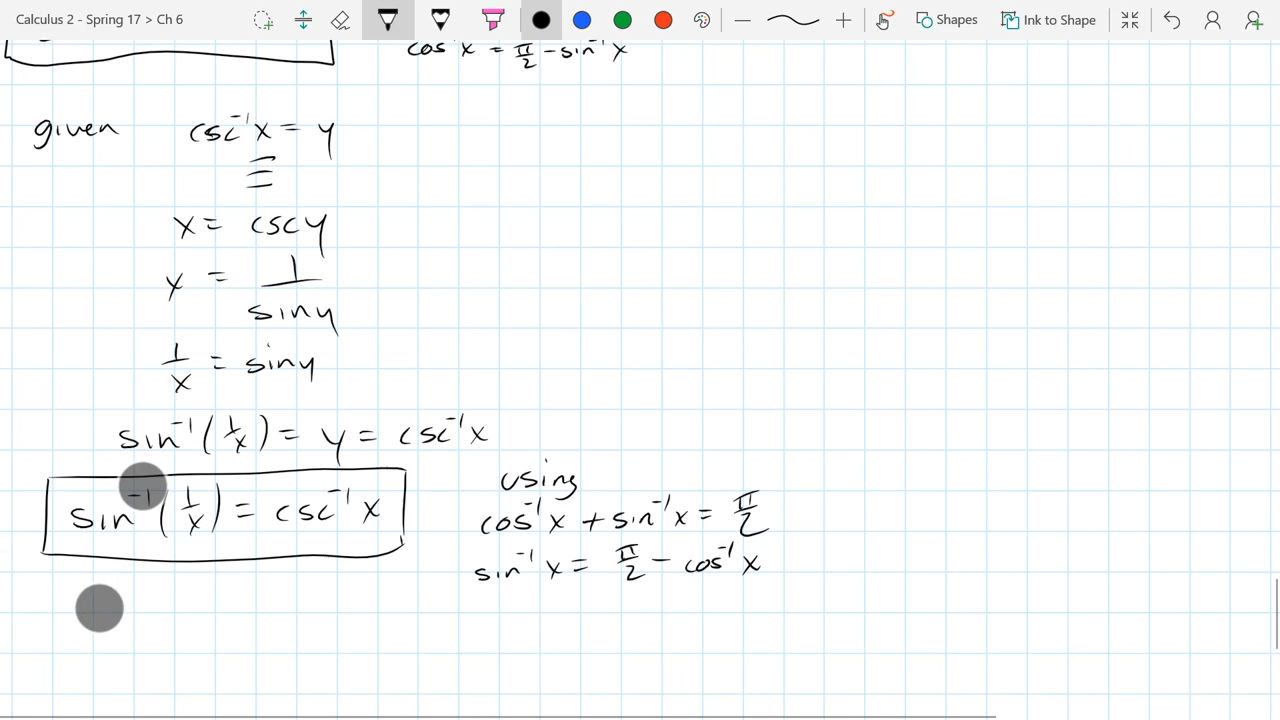 Calculus 2 - Spring 17 > Ch 6
Shapes
Ink to Shape
cos⁻¹x = π/2 - sin⁻¹x
given csc⁻¹x = y
x = csc y
x = 1/sin y
1/x = sin y
sin⁻¹(1/x) = y = csc⁻¹x
sin⁻¹(1/x) = csc⁻¹x
using
cos⁻¹x + sin⁻¹x = π/2
sin⁻¹x = π/2 - cos⁻¹x